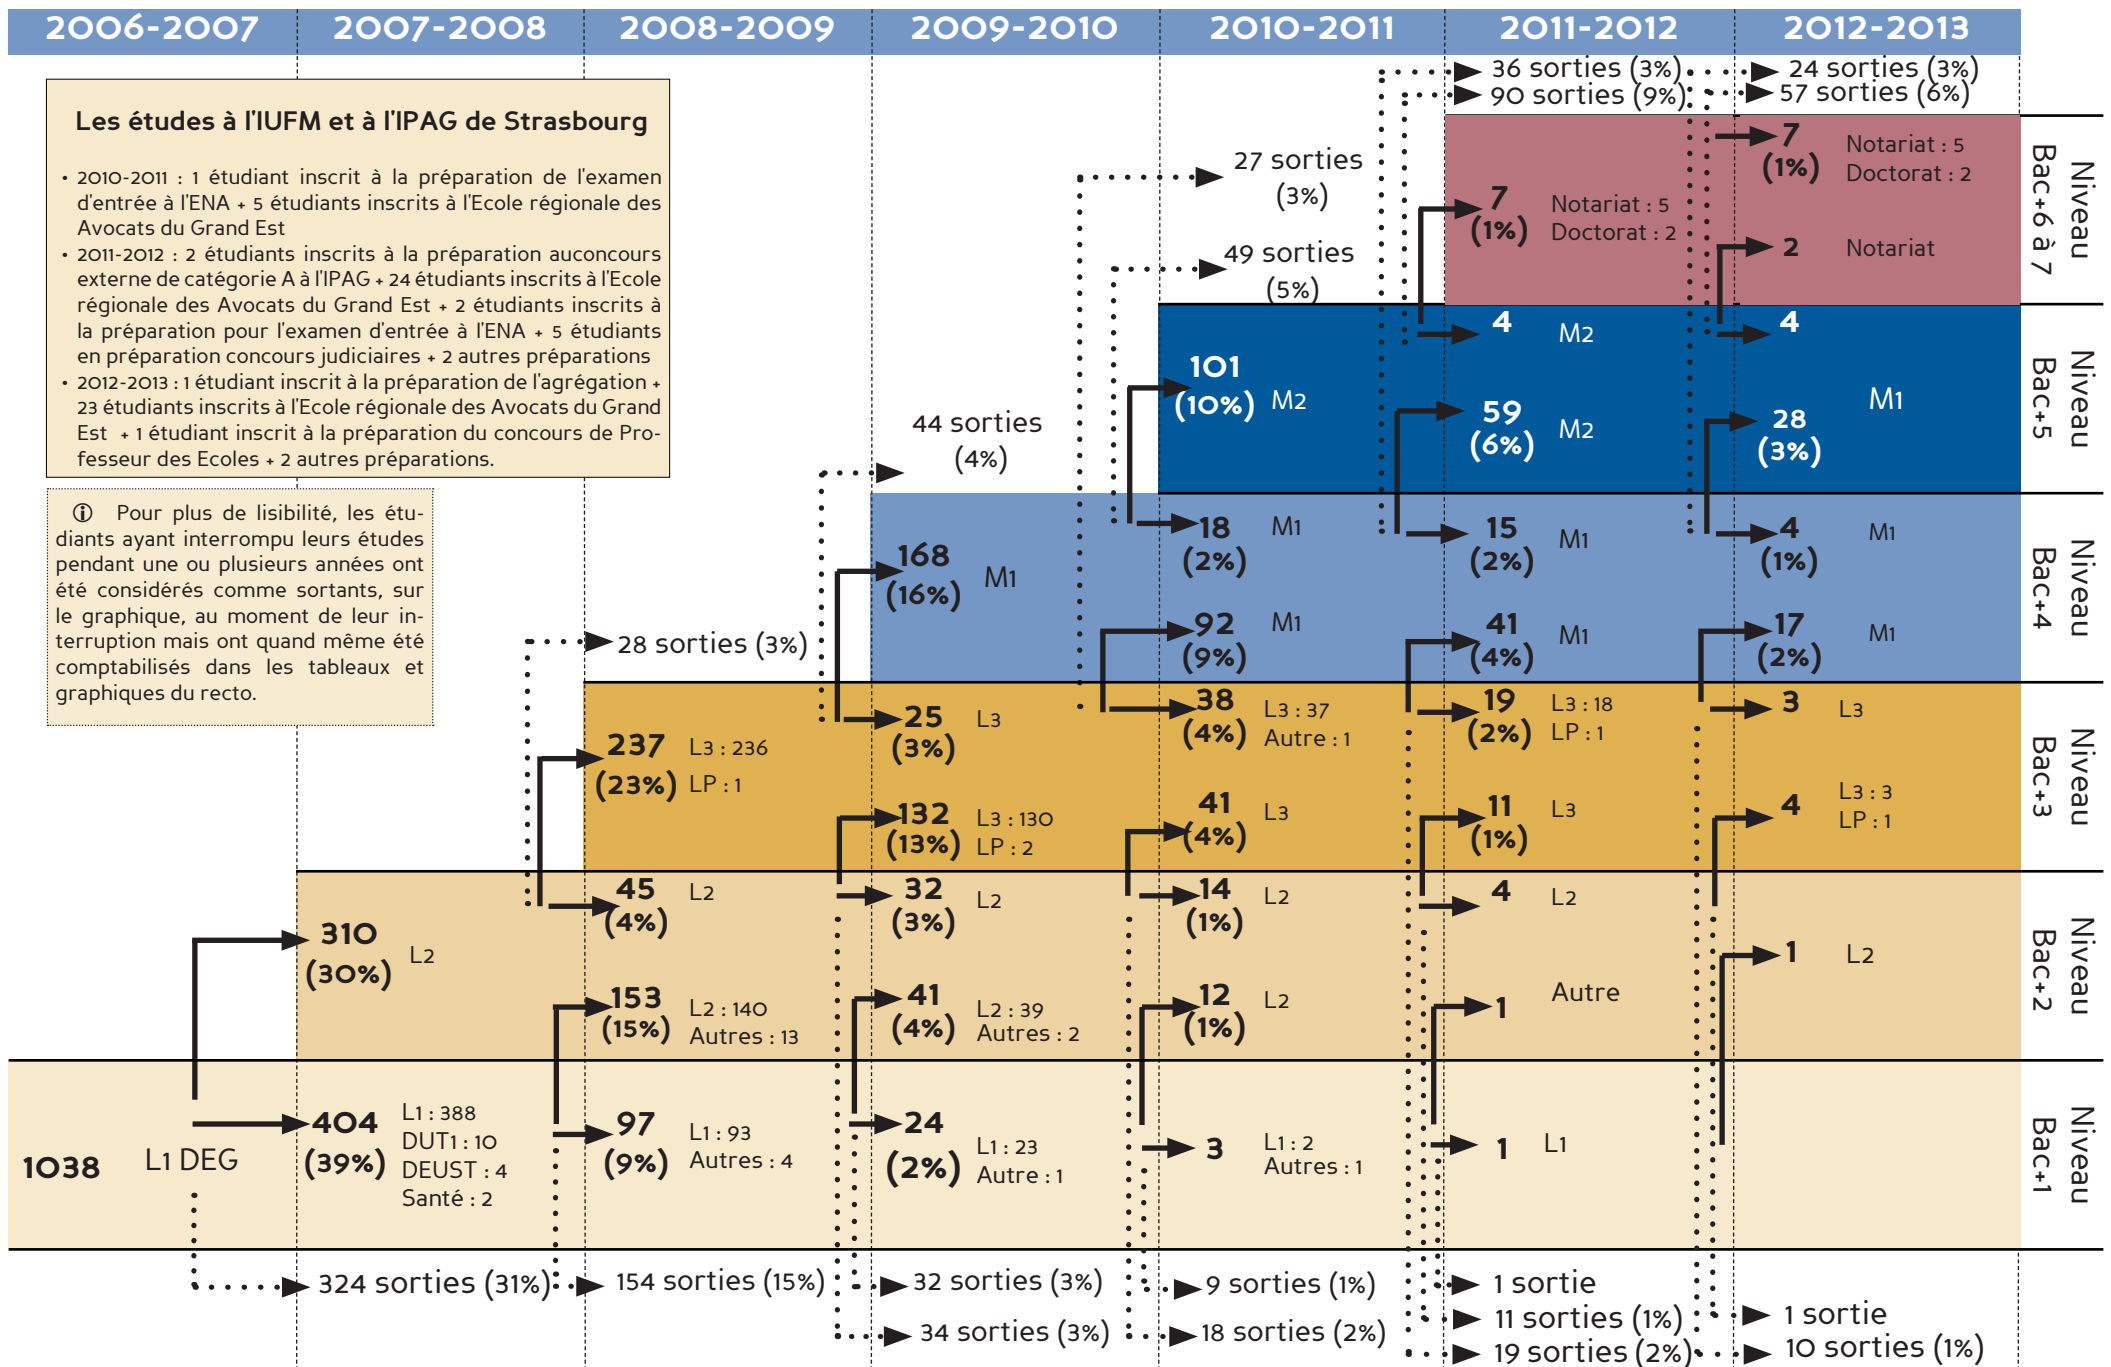 2006-2007 2007-2008 2008-2009 2009-2010 2010-2011 2011-2012 2012-2013
Les études à l'IUFM et à l'IPAG de Strasbourg
• 2010-2011 : 1 étudiant inscrit à la préparation de l'examen
d'entrée à l'ENA + 5 étudiants inscrits à l'Ecole régionale des
Avocats du Grand Est
• 2011-2012 : 2 étudiants inscrits à la préparation auconcours
externe de catégorie A à l'IPAG + 24 étudiants inscrits à l'Ecole
régionale des Avocats du Grand Est + 2 étudiants inscrits à
la préparation pour l'examen d'entrée à l'ENA + 5 étudiants
en préparation concours judiciaires + 2 autres préparations
• 2012-2013 : 1 étudiant inscrit à la préparation de l'agrégation +
23 étudiants inscrits à l'Ecole régionale des Avocats du Grand
Est + 1 étudiant inscrit à la préparation du concours de Pro-
fesseur des Ecoles + 2 autres préparations.
ⓘ Pour plus de lisibilité, les étu-
diants ayant interrompu leurs études
pendant une ou plusieurs années ont
été considérés comme sortants, sur
le graphique, au moment de leur in-
terruption mais ont quand même été
comptabilisés dans les tableaux et
graphiques du recto.
36 sorties (3%)
90 sorties (9%)
24 sorties (3%)
57 sorties (6%)
27 sorties
(3%)
49 sorties
(5%)
44 sorties
(4%)
28 sorties (3%)
7
(1%)
Notariat : 5
Doctorat : 2
7
(1%)
Notariat : 5
Doctorat : 2
2 Notariat
Niveau
Bac+6 à 7
101
(10%) M2
4 M2
59
(6%) M2
4
28
(3%)
M1
Niveau
Bac+5
168
(16%) M1
18
(2%) M1
92
(9%) M1
15
(2%) M1
41
(4%) M1
4
(1%) M1
17
(2%) M1
Niveau
Bac+4
237
(23%)
L3 : 236
LP : 1
25
(3%) L3
132
(13%)
L3 : 130
LP : 2
38
(4%)
L3 : 37
Autre : 1
41
(4%) L3
19
(2%)
L3 : 18
LP : 1
11
(1%) L3
3 L3
4
L3 : 3
LP : 1
Niveau
Bac+3
310
(30%) L2
45
(4%) L2
153
(15%)
L2 : 140
Autres : 13
32
(3%) L2
41
(4%)
L2 : 39
Autres : 2
14
(1%) L2
12
(1%) L2
4 L2
1 Autre
1 L2
Niveau
Bac+2
1038 L1 DEG
404
(39%)
L1 : 388
DUT1 : 10
DEUST : 4
Santé : 2
97
(9%)
L1 : 93
Autres : 4
24
(2%)
L1 : 23
Autre : 1
3
L1 : 2
Autres : 1
1 L1
Niveau
Bac+1
324 sorties (31%)
154 sorties (15%)
32 sorties (3%)
34 sorties (3%)
9 sorties (1%)
18 sorties (2%)
1 sortie
11 sorties (1%)
19 sorties (2%)
1 sortie
10 sorties (1%)